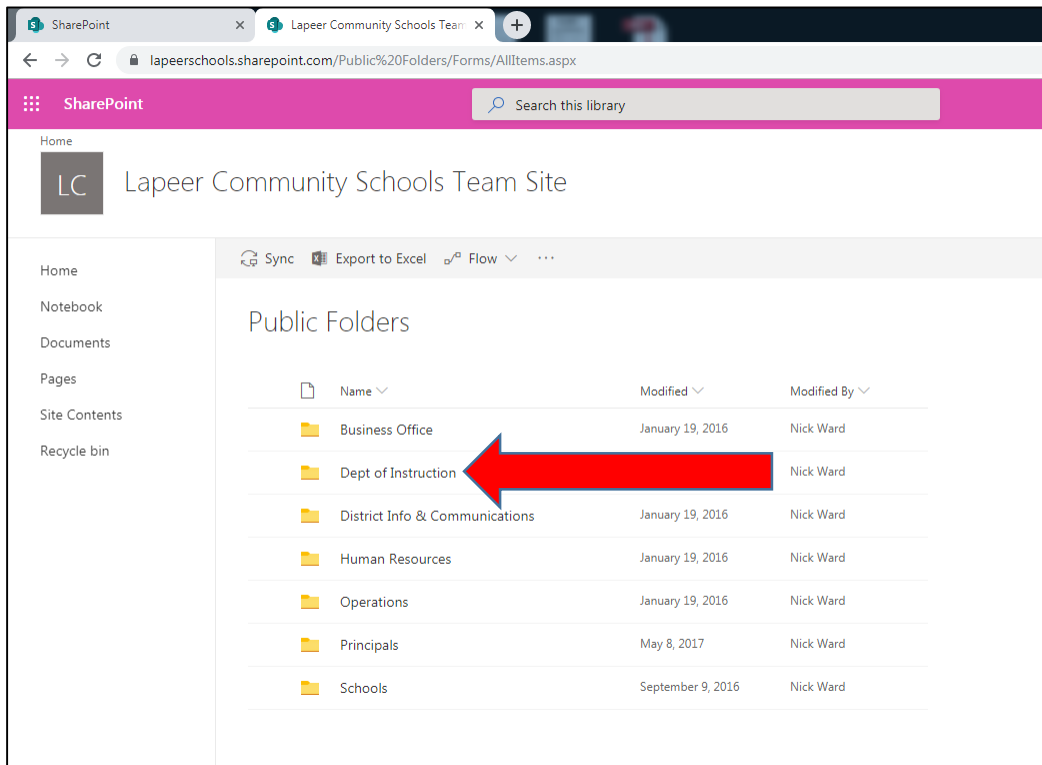 SharePoint
Lapeer Community Schools Team
lapeerschools.sharepoint.com/Public%20Folders/Forms/AllItems.aspx
SharePoint
Search this library
Home
LC
Lapeer Community Schools Team Site
Home
Notebook
Documents
Pages
Site Contents
Recycle bin
Sync Export to Excel Flow ···
Public Folders
Name Modified Modified By
Business Office January 19, 2016 Nick Ward
Dept of Instruction Nick Ward
District Info & Communications January 19, 2016 Nick Ward
Human Resources January 19, 2016 Nick Ward
Operations January 19, 2016 Nick Ward
Principals May 8, 2017 Nick Ward
Schools September 9, 2016 Nick Ward